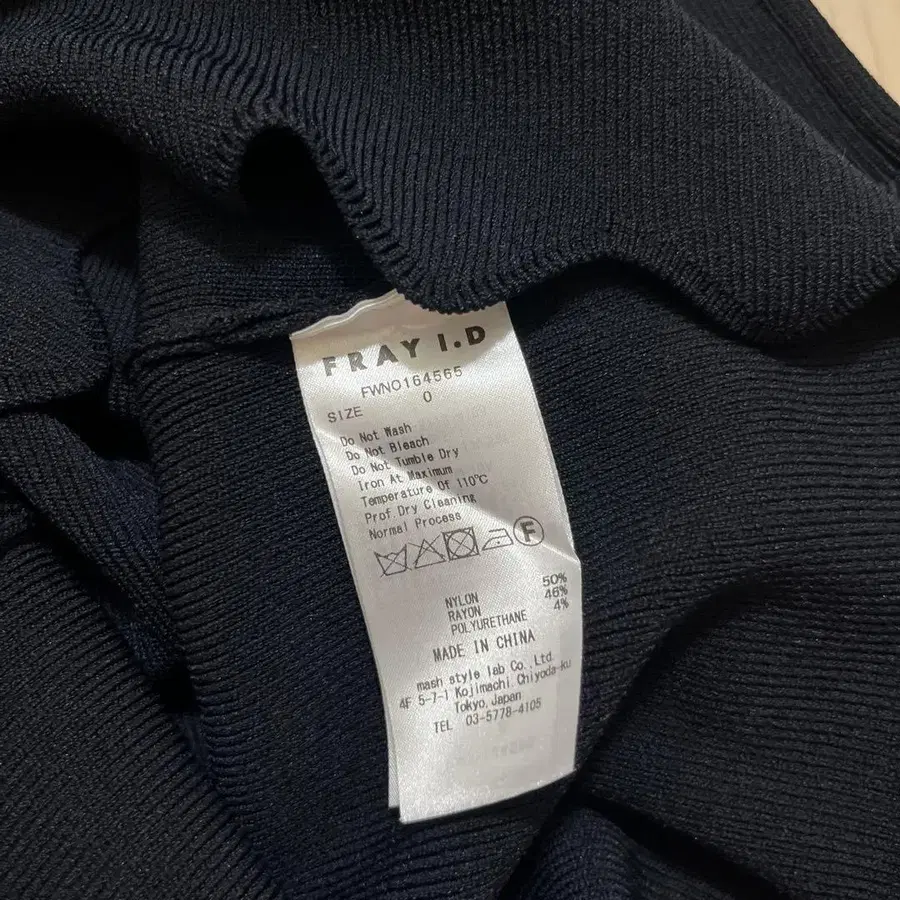 FRAY I.D
FWNO164565
SIZE 0
Do Not Wash
Do Not Bleach
Do Not Tumble Dry
Iron At Maximum
Temperature Of 110℃
Prof.Dry Cleaning
Normal Process
F
NYLON 50%
RAYON 46%
POLYURETHANE 4%
MADE IN CHINA
mash style lab Co.,Ltd.
4F 5-7-1 Kojimachi,Chiyoda-ku
Tokyo,Japan
TEL 03-5778-4105